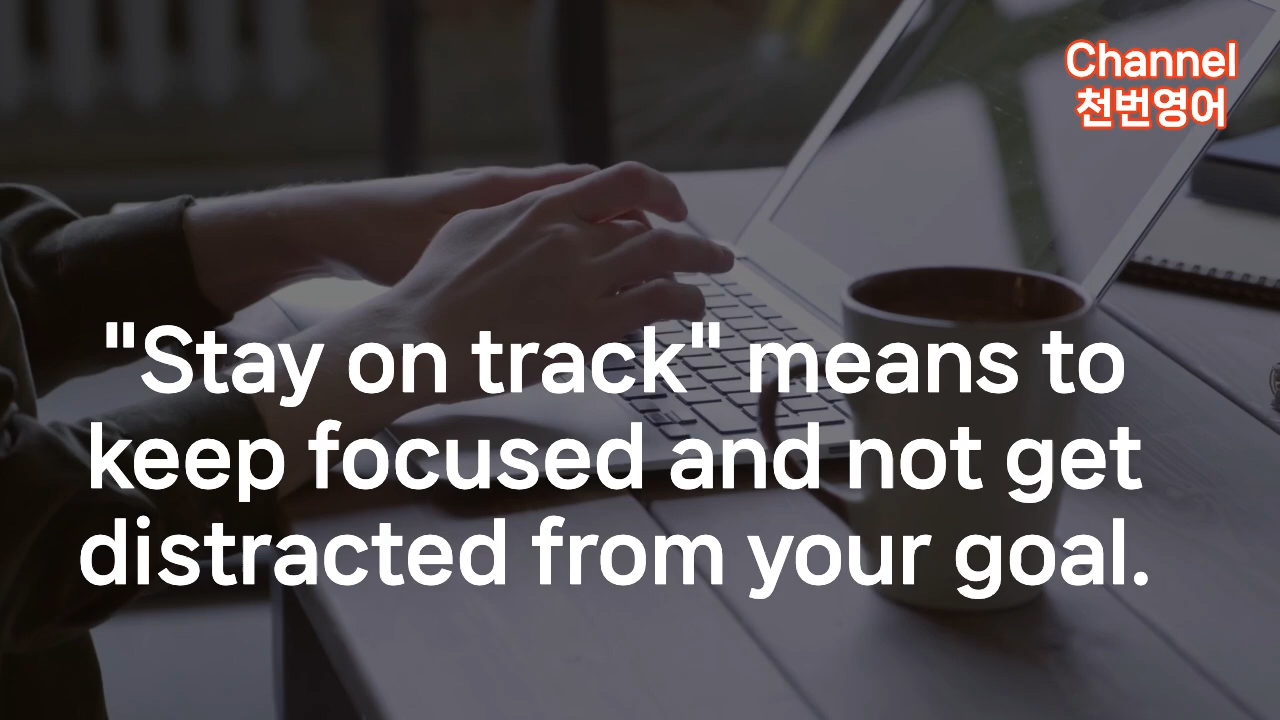 Channel
천번영어
"Stay on track" means to
keep focused and not get
distracted from your goal.